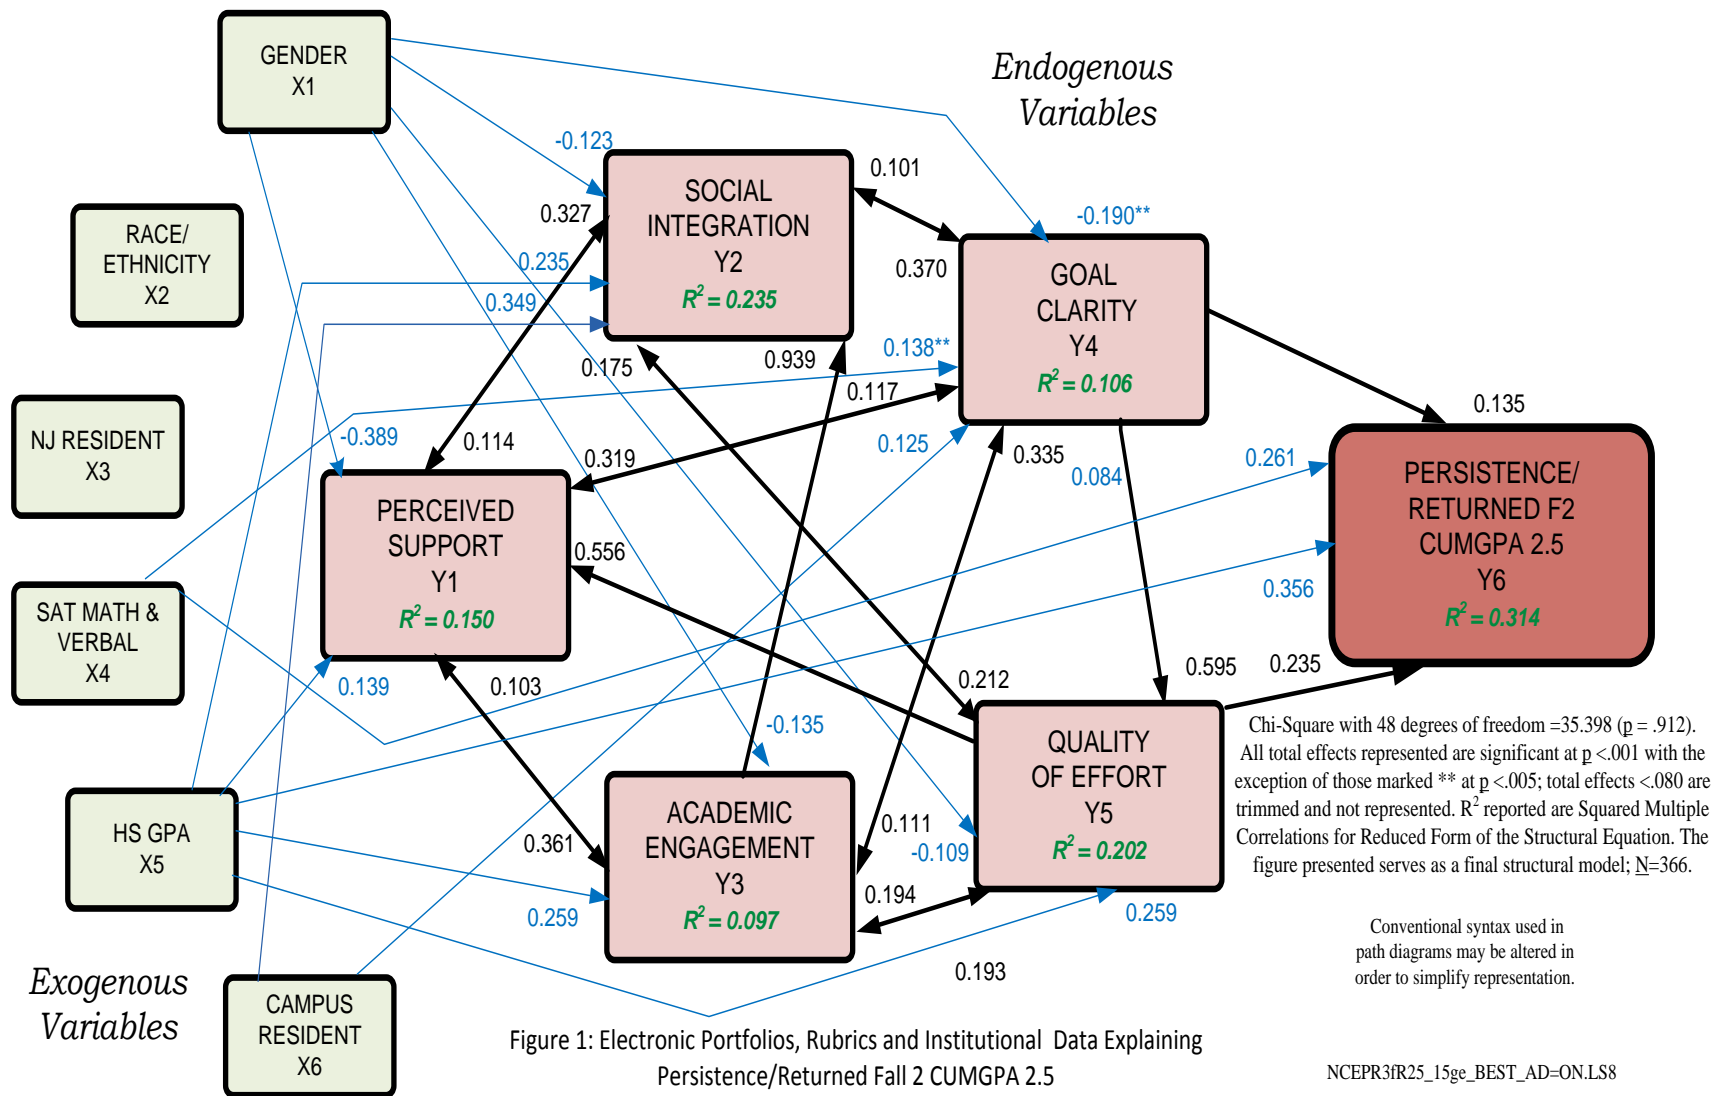 GENDER
X1
Endogenous
Variables
-0.123
0.101
SOCIAL
INTEGRATION
Y2
R² = 0.235
0.327
-0.190**
RACE/
ETHNICITY
X2
0.235
0.349
0.370
GOAL
CLARITY
Y4
R² = 0.106
0.175
0.939
0.138**
0.117
0.135
NJ RESIDENT
X3
-0.389
0.114
0.319
0.125
0.335
0.084
0.261
PERCEIVED
SUPPORT
Y1
R² = 0.150
0.556
PERSISTENCE/
RETURNED F2
CUMGPA 2.5
Y6
R² = 0.314
0.356
SAT MATH &
VERBAL
X4
0.139
0.103
0.212
0.595
0.235
-0.135
QUALITY
OF EFFORT
Y5
R² = 0.202
Chi-Square with 48 degrees of freedom =35.398 (p = .912).
All total effects represented are significant at p <.001 with the
exception of those marked ** at p <.005; total effects <.080 are
trimmed and not represented. R² reported are Squared Multiple
Correlations for Reduced Form of the Structural Equation. The
figure presented serves as a final structural model; N=366.
HS GPA
X5
0.361
ACADEMIC
ENGAGEMENT
Y3
R² = 0.097
0.111
-0.109
0.194
0.259
0.259
0.193
Conventional syntax used in
path diagrams may be altered in
order to simplify representation.
Exogenous
Variables
CAMPUS
RESIDENT
X6
Figure 1: Electronic Portfolios, Rubrics and Institutional Data Explaining
Persistence/Returned Fall 2 CUMGPA 2.5
NCEPR3fR25_15ge_BEST_AD=ON.LS8